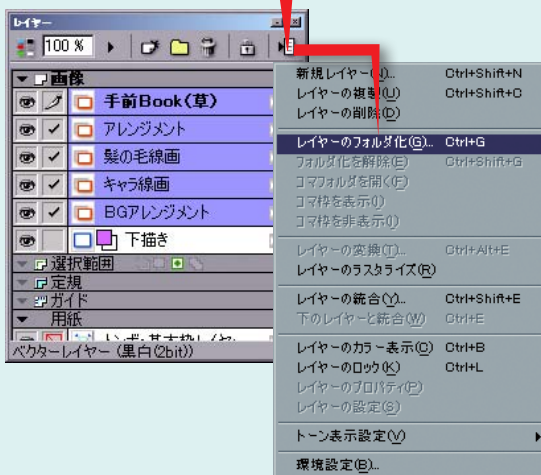 レイヤー
100 %
画像
手前Book(草)
アレンジメント
髪の毛線画
キャラ線画
BGアレンジメント
下描き
選択範囲
定規
ガイド
用紙
ベクターレイヤー (黒白(2bit))
新規レイヤー(N)... Ctrl+Shift+N
レイヤーの複製(U) Ctrl+Shift+C
レイヤーの削除(D)
レイヤーのフォルダ化(G)... Ctrl+G
フォルダ化を解除(E) Ctrl+Shift+G
コマフォルダを開く(F)
コマ枠を表示()
コマ枠を非表示()
レイヤーの変換(T)... Ctrl+Alt+E
レイヤーのラスタライズ(R)
レイヤーの統合(Y)... Ctrl+Shift+E
下のレイヤーと統合(W) Ctrl+E
レイヤーのカラー表示(C) Ctrl+B
レイヤーのロック(K) Ctrl+L
レイヤーのプロパティ(P)
レイヤーの設定(S)
トーン表示設定(V)
環境設定(B)...